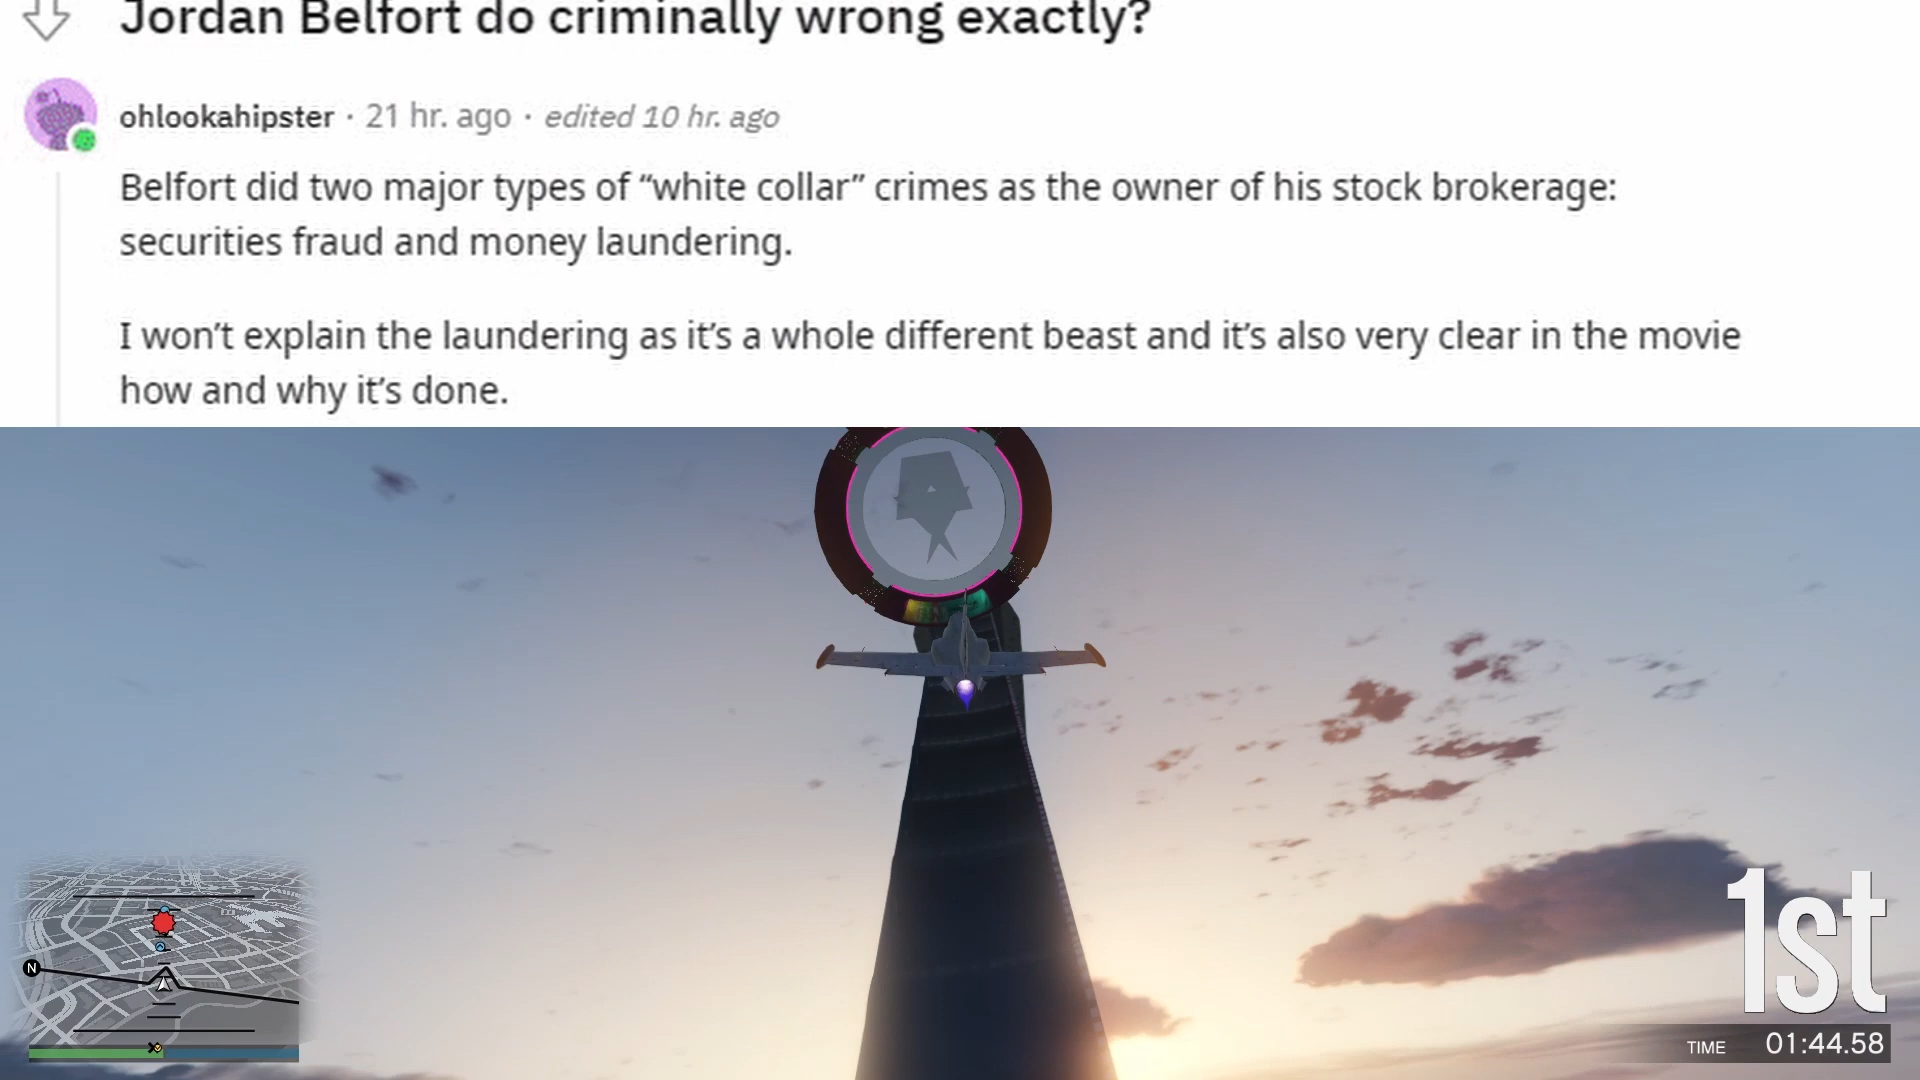 Jordan Belfort do criminally wrong exactly?
ohlookahipster · 21 hr. ago · edited 10 hr. ago
Belfort did two major types of “white collar” crimes as the owner of his stock brokerage:
securities fraud and money laundering.
I won’t explain the laundering as it’s a whole different beast and it’s also very clear in the movie
how and why it’s done.
N
1st
TIME 01:44.58